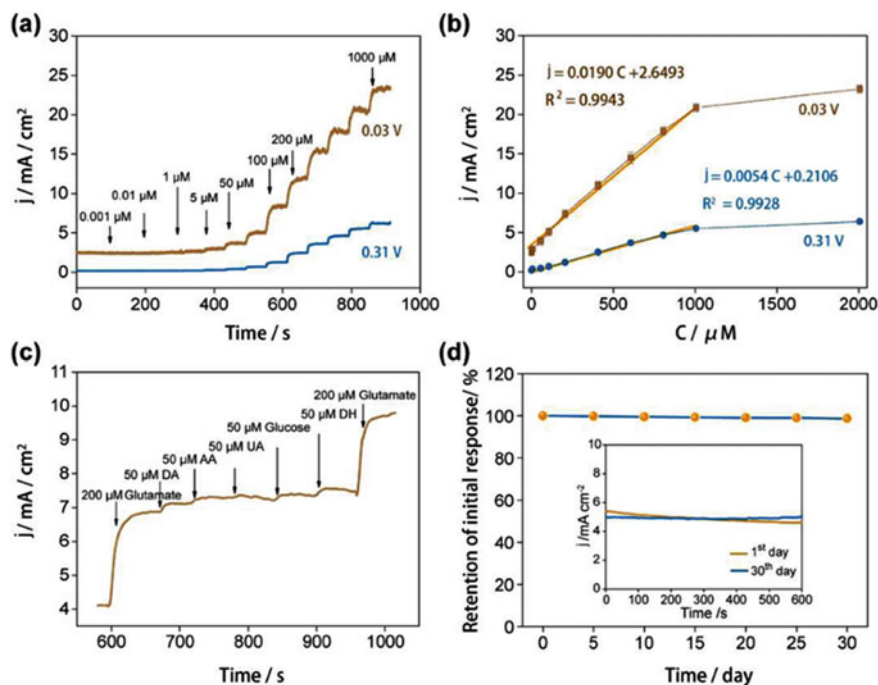 (a)
j / mA / cm²
25
20
15
10
5
0
0.001 μM
0.01 μM
1 μM
5 μM
50 μM
100 μM
200 μM
1000 μM
0.03 V
0.31 V
0 200 400 600 800 1000
Time / s
(b)
j / mA / cm²
30
25
20
15
10
5
0
j = 0.0190 C +2.6493
R² = 0.9943
0.03 V
j = 0.0054 C +0.2106
R² = 0.9928
0.31 V
0 500 1000 1500 2000
C / μM
(c)
j / mA / cm²
11
10
9
8
7
6
5
4
200 μM Glutamate
50 μM DA
50 μM AA
50 μM UA
50 μM Glucose
50 μM DH
200 μM Glutamate
600 700 800 900 1000
Time / s
(d)
Retention of initial response/ %
120
100
80
60
40
20
0
j /mA cm⁻²
10
8
6
4
2
0
1st day
30th day
0 100 200 300 400 500 600
Time /s
0 5 10 15 20 25 30
Time / day